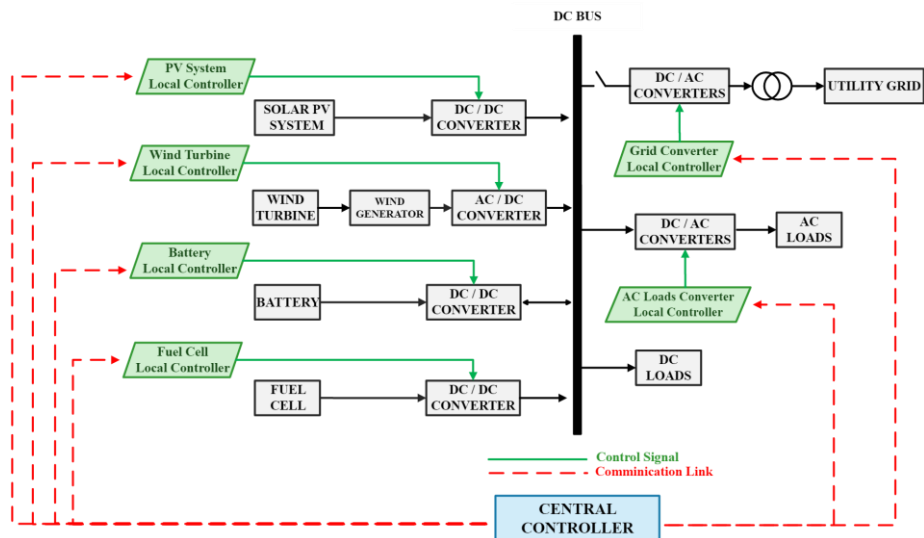 DC BUS
PV System
Local Controller
SOLAR PV
SYSTEM
DC / DC
CONVERTER
Wind Turbine
Local Controller
WIND
TURBINE
WIND
GENERATOR
AC / DC
CONVERTER
Battery
Local Controller
BATTERY
DC / DC
CONVERTER
Fuel Cell
Local Controller
FUEL
CELL
DC / DC
CONVERTER
DC / AC
CONVERTERS
UTILITY GRID
Grid Converter
Local Controller
DC / AC
CONVERTERS
AC
LOADS
AC Loads Converter
Local Controller
DC
LOADS
Control Signal
Comminication Link
CENTRAL
CONTROLLER